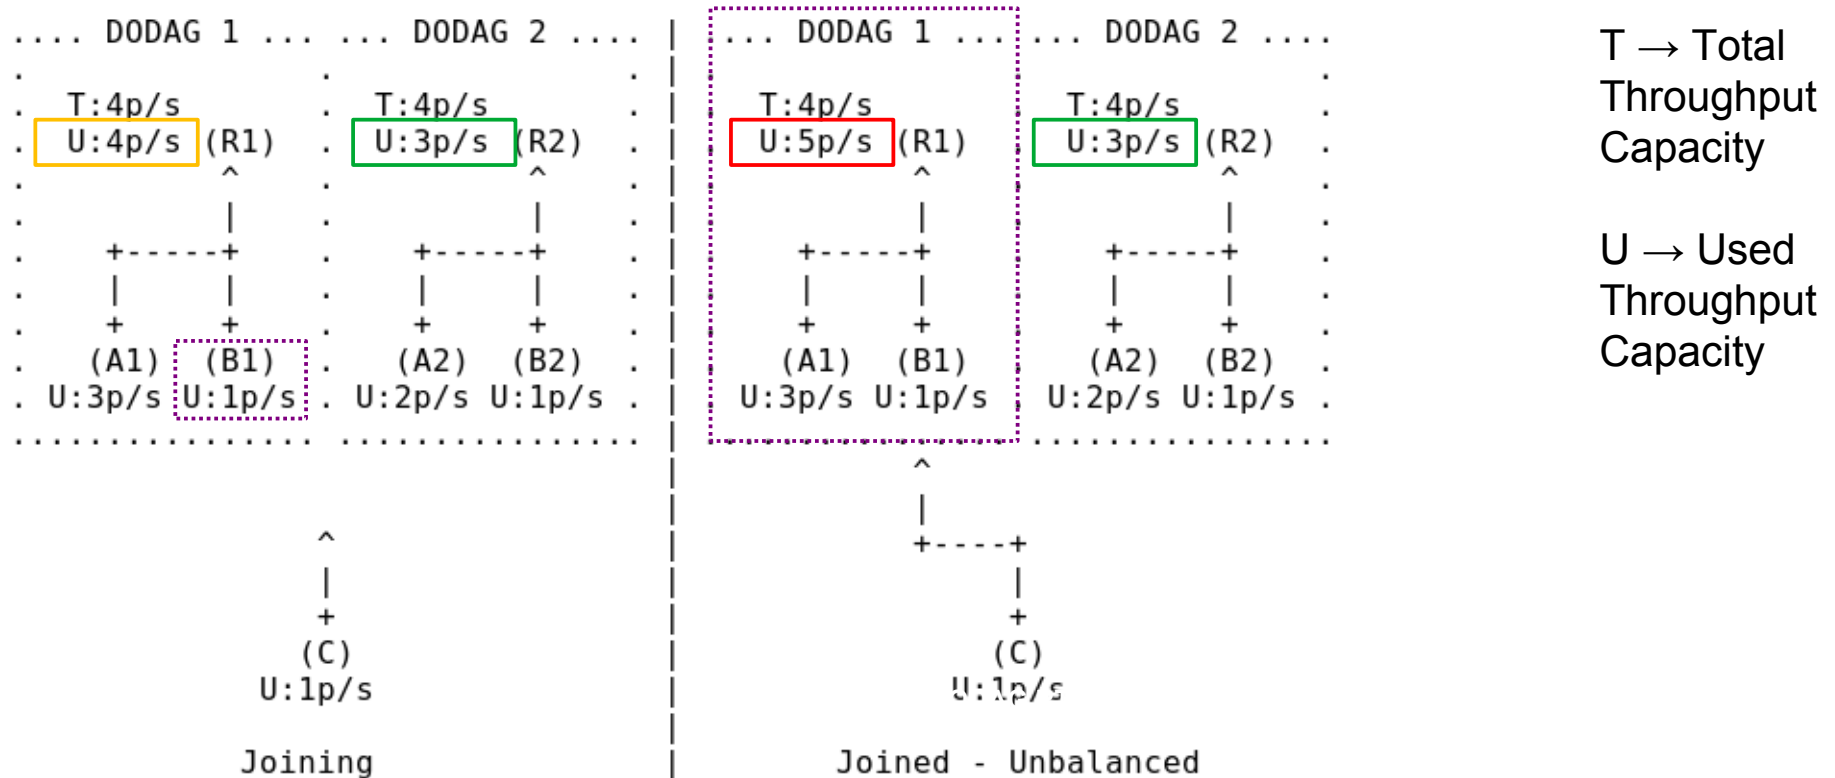 .... DODAG 1 ... ... DODAG 2 .... | .... DODAG 1 ... ... DODAG 2 ....
. . . | . . .
. T:4p/s . T:4p/s . | . T:4p/s . T:4p/s .
. U:4p/s (R1) . U:3p/s (R2) . | . U:5p/s (R1) . U:3p/s (R2) .
. ^ . ^ . | . ^ . ^ .
. | . | . | . | . | .
. +-----+ . +-----+ . | . +-----+ . +-----+ .
. | | . | | . | . | | . | | .
. + + . + + . | . + + . + + .
. (A1) (B1) . (A2) (B2) . | . (A1) (B1) . (A2) (B2) .
. U:3p/s U:1p/s . U:2p/s U:1p/s . | . U:3p/s U:1p/s . U:2p/s U:1p/s .
................ ................ | ................ ................
| ^
| |
^ | +----+
| | |
+ | +
(C) | (C)
U:1p/s | U:1p/s
|
Joining | Joined - Unbalanced
T → Total
Throughput
Capacity
U → Used
Throughput
Capacity